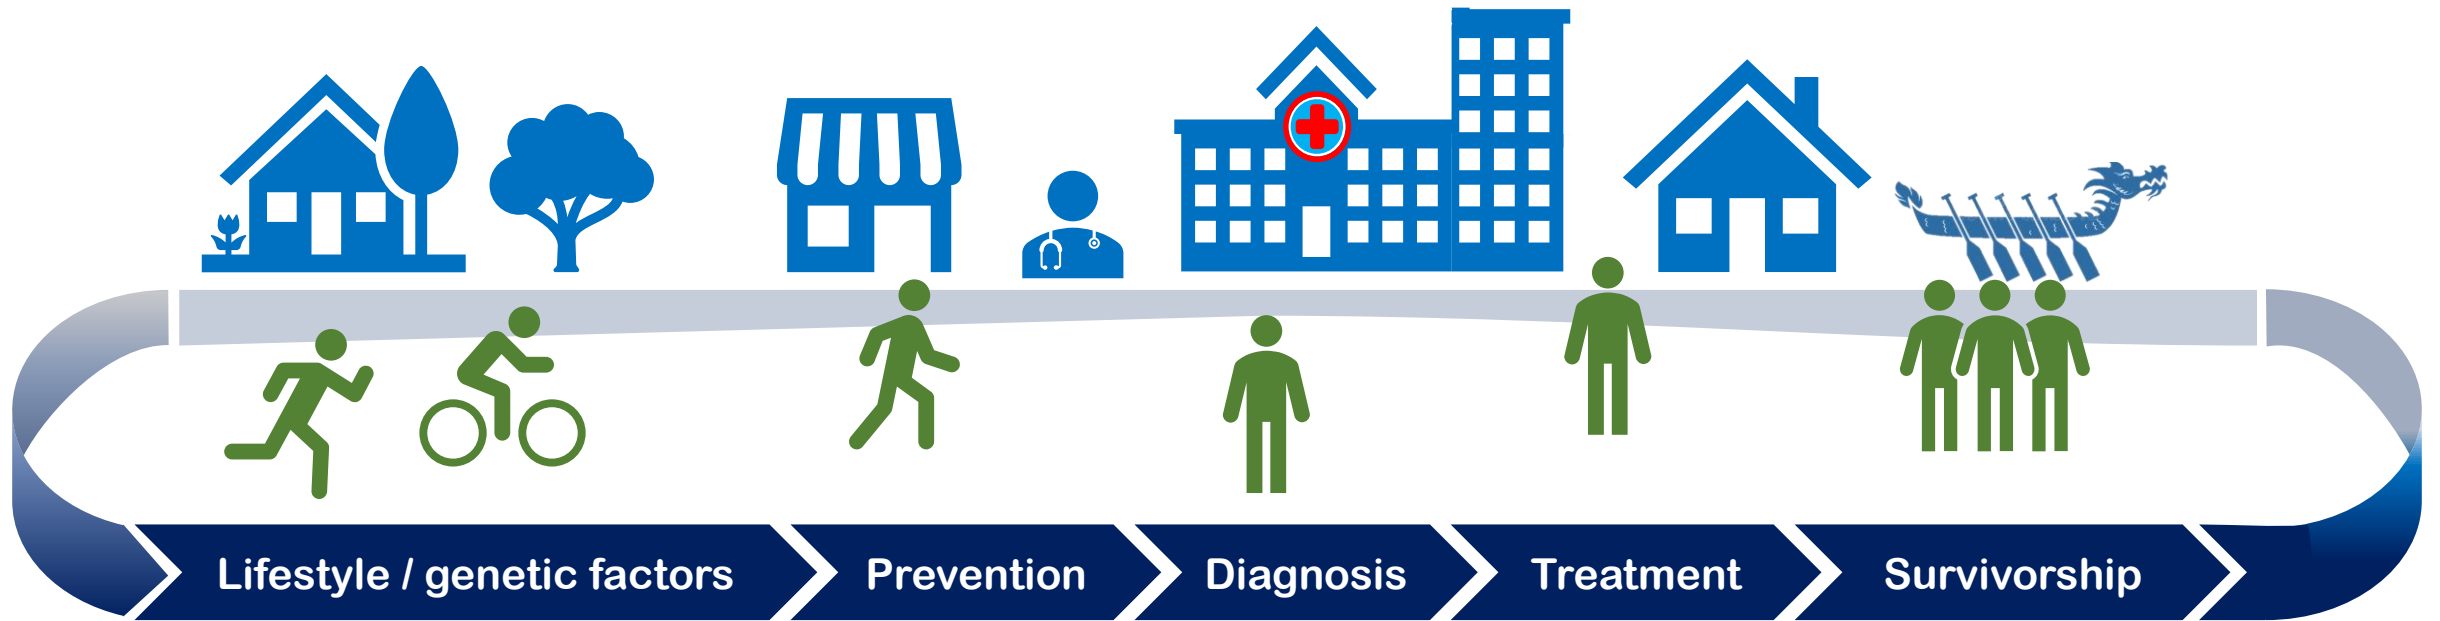 Lifestyle / genetic factors
Prevention
Diagnosis
Treatment
Survivorship